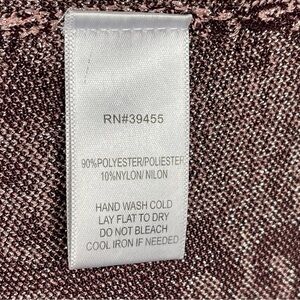 RN#39455
90%POLYESTER/POLIESTER
10%NYLON/ NILON
HAND WASH COLD
LAY FLAT TO DRY
DO NOT BLEACH
COOL IRON IF NEEDED